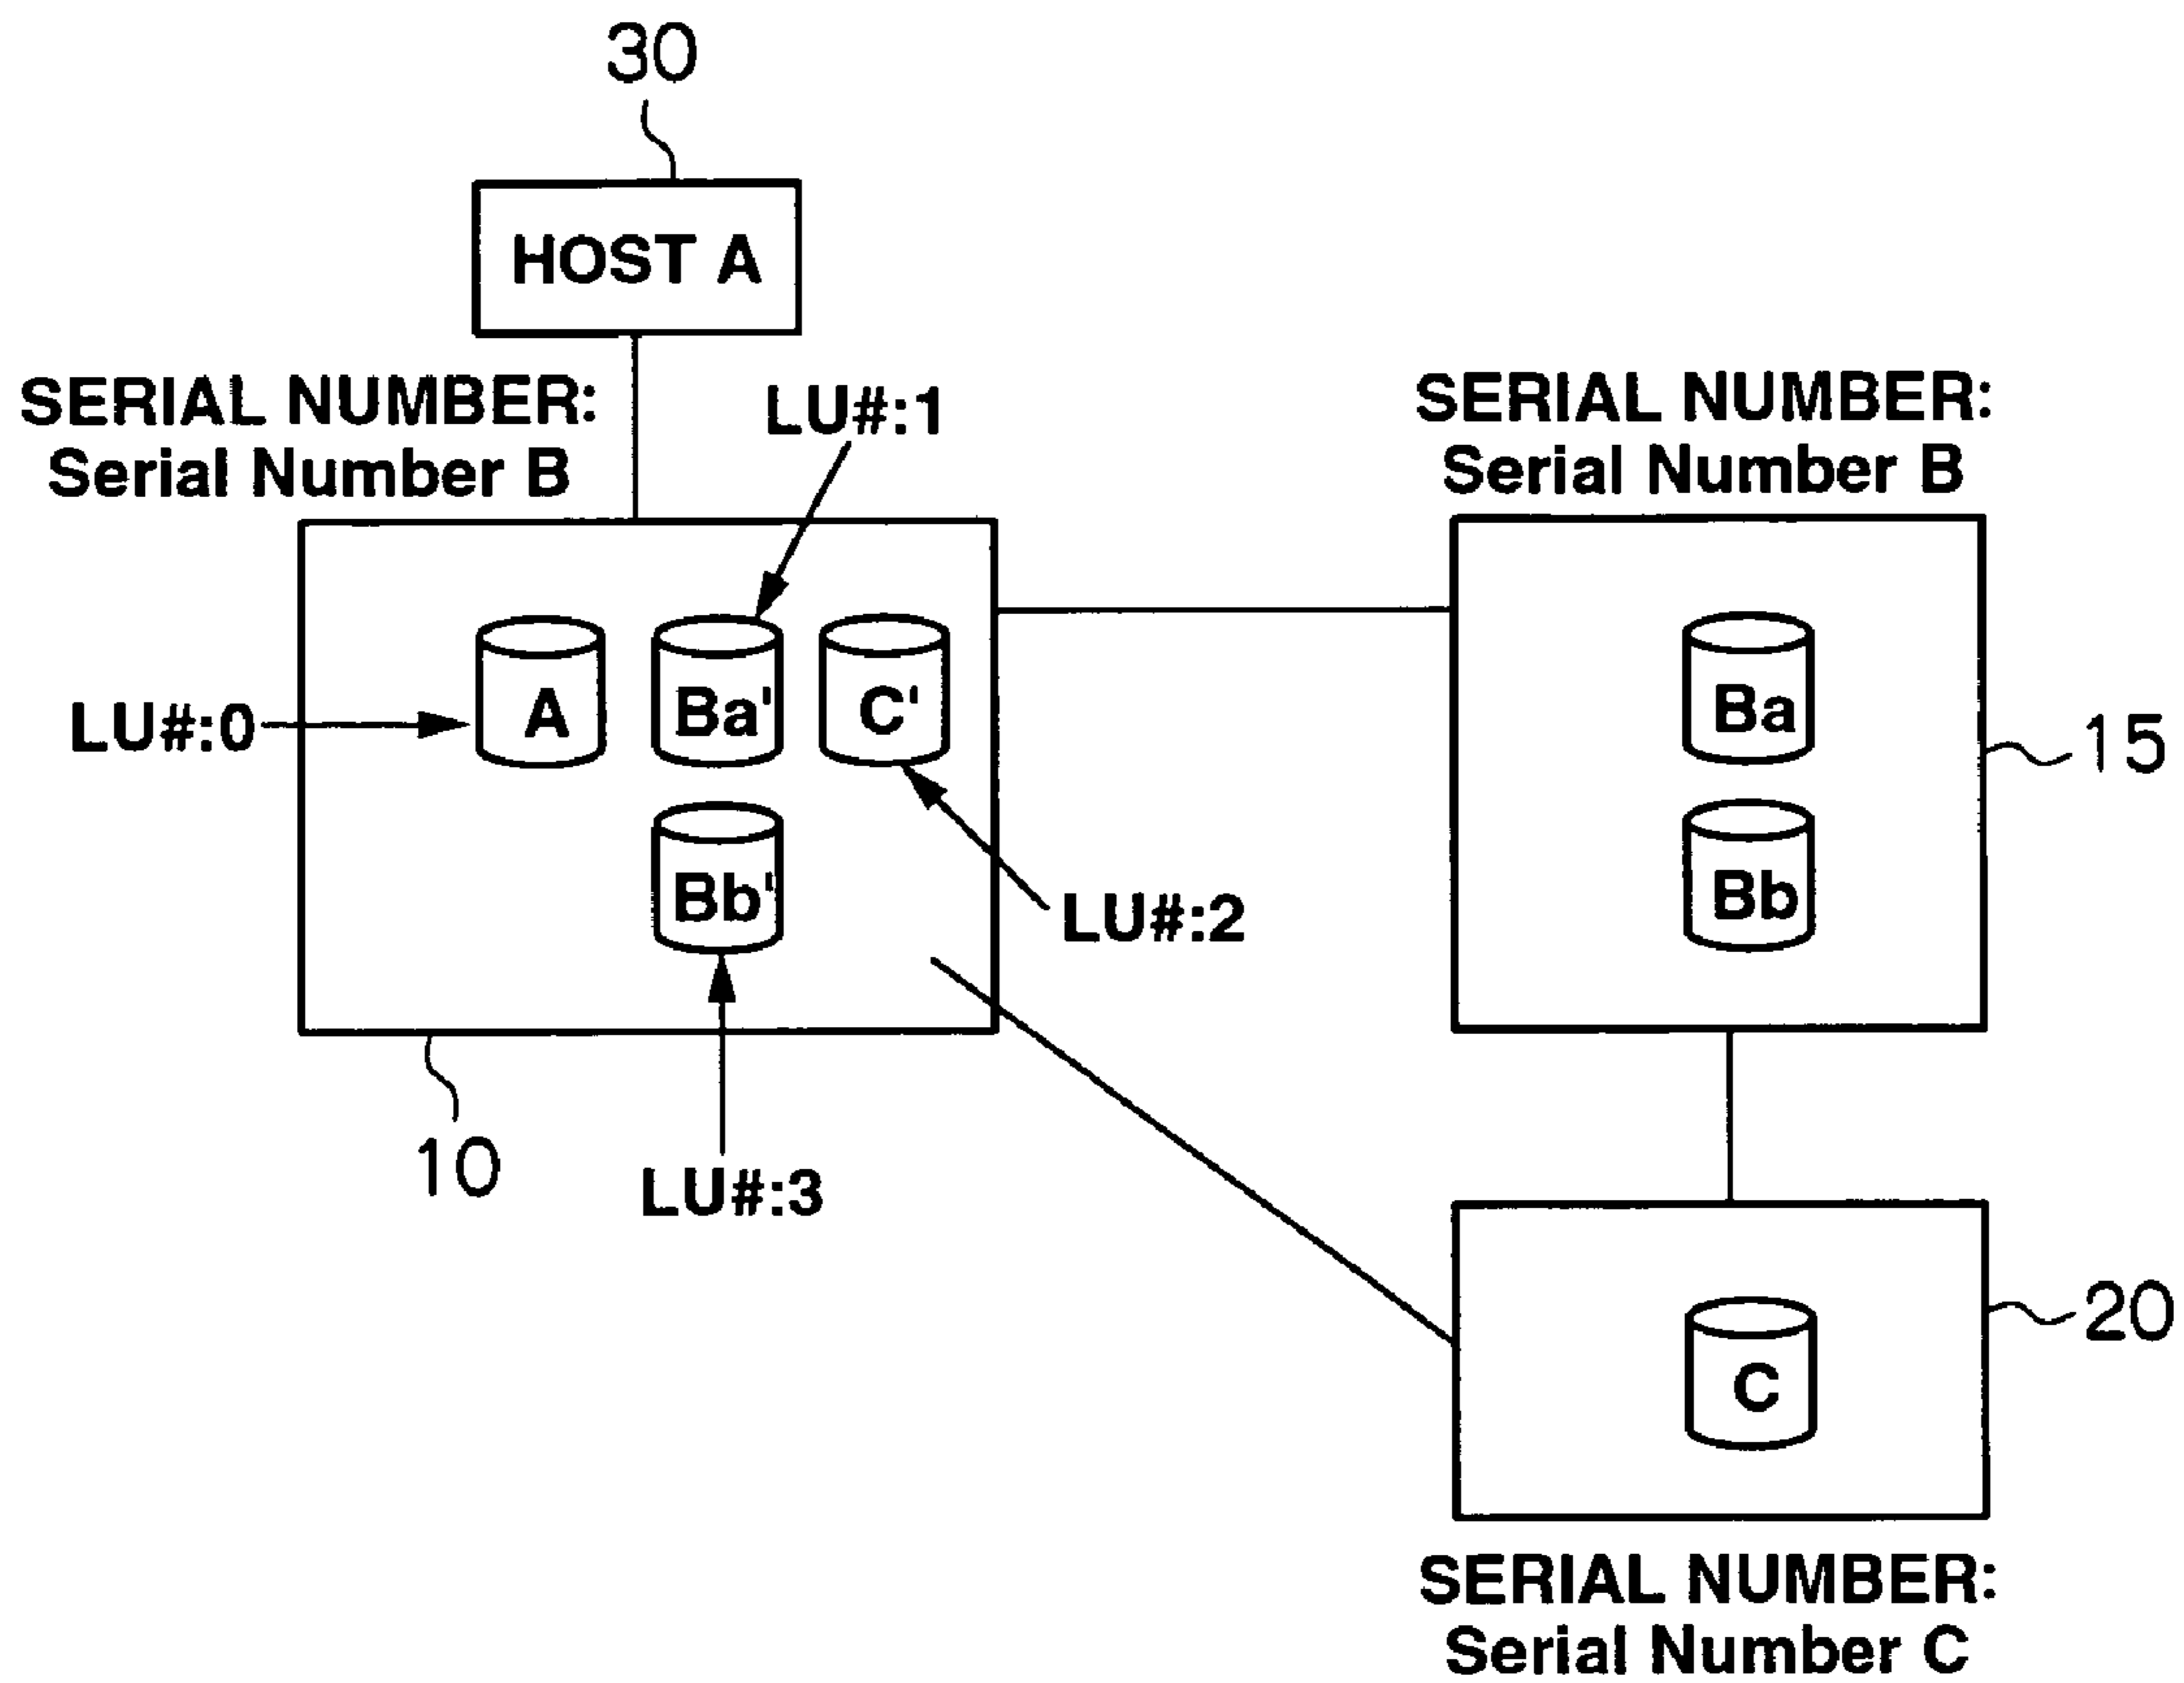 30
HOST A
SERIAL NUMBER:
Serial Number B
LU#:1
SERIAL NUMBER:
Serial Number B
LU#:0
A
Ba'
C'
Ba
15
Bb'
LU#:2
Bb
10
LU#:3
C
20
SERIAL NUMBER:
Serial Number C